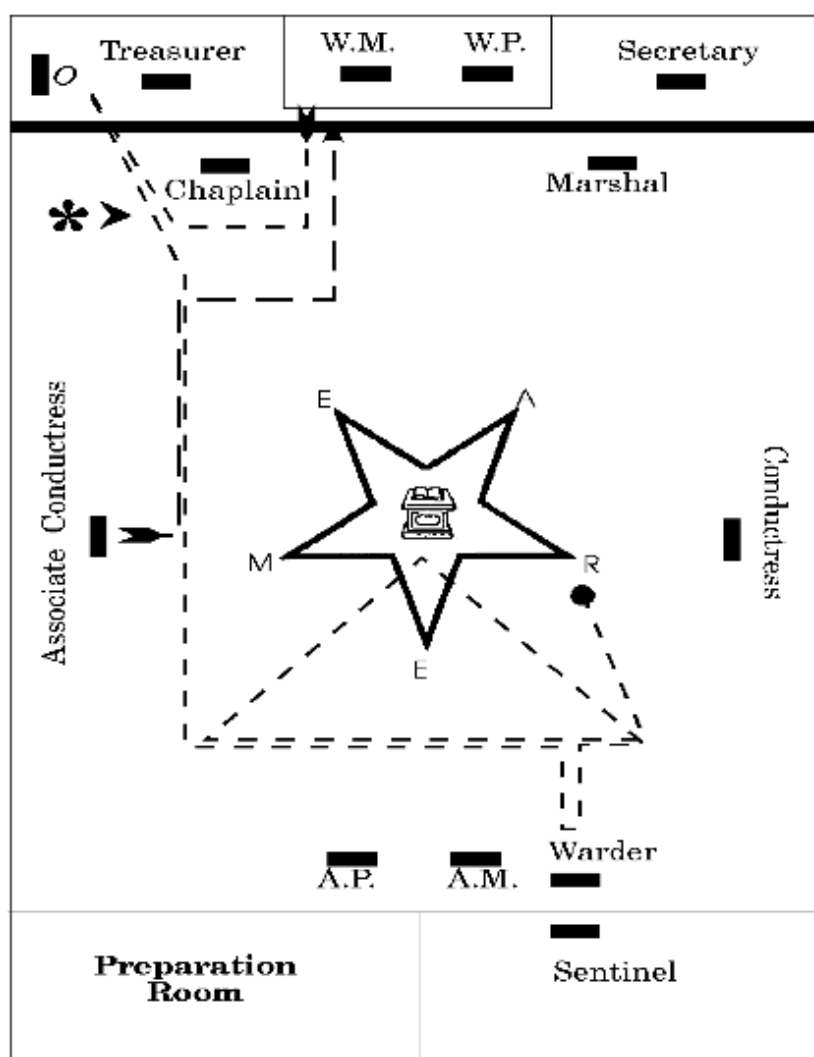 W.M.
W.P.
Treasurer
Secretary
O
Chaplain
Marshal
*
E
A
Associate Conductress
Conductress
M
R
E
Warder
A.P.
A.M.
Preparation
Room
Sentinel